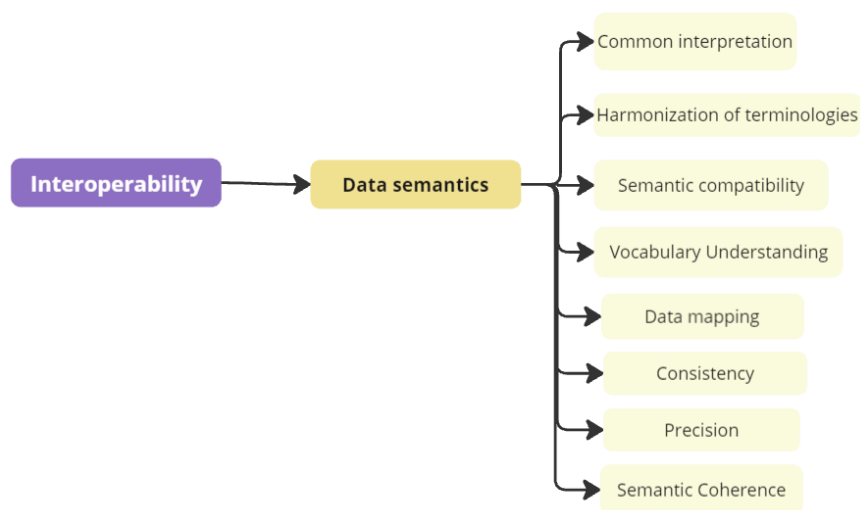 Common interpretation
Harmonization of terminologies
Interoperability
Data semantics
Semantic compatibility
Vocabulary Understanding
Data mapping
Consistency
Precision
Semantic Coherence